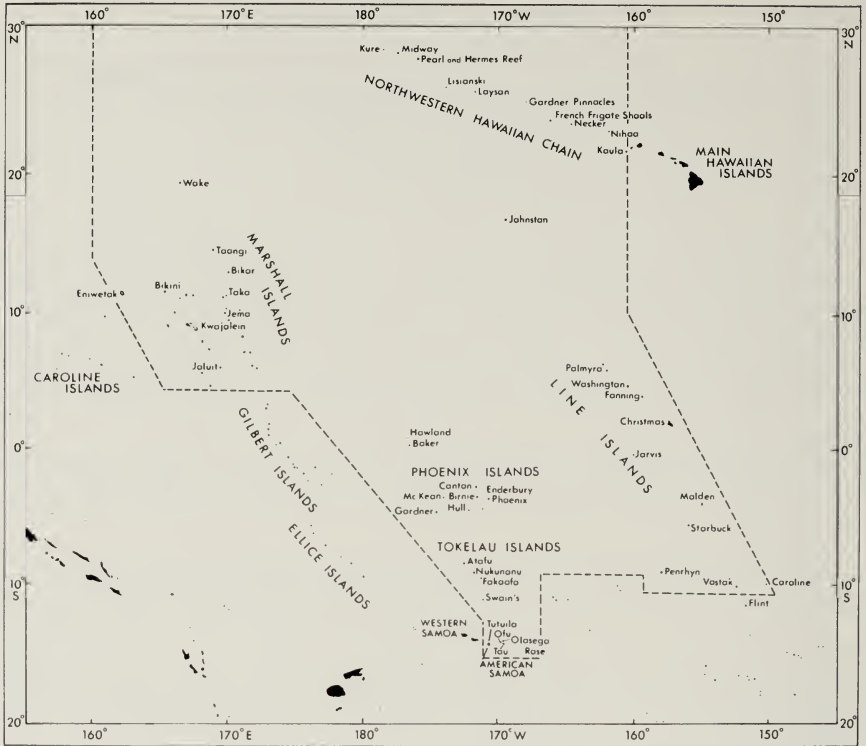 160° 170°E 180° 170°W 160° 150°
30° N
30° N
Kure
Midway
Pearl and Hermes Reef
Lisianski
Laysan
Gardner Pinnacles
French Frigate Shoals
Necker
Nihoa
Kaula
NORTHWESTERN HAWAIIAN CHAIN
MAIN
HAWAIIAN
ISLANDS
20°
20°
Wake
Johnston
Taongi
Bikar
MARSHALL
ISLANDS
Bikini
Eniwetak
Taka
Jemo
Kwajalein
10°
10°
Jaluit
CAROLINE
ISLANDS
Palmyra
Washington
Fanning
LINE ISLANDS
Christmas
GILBERT ISLANDS
Howland
Baker
0°
0°
Jarvis
PHOENIX ISLANDS
Canton
Enderbury
McKean
Birnie
Phoenix
Gardner
Hull
Malden
Starbuck
ELLICE ISLANDS
TOKELAU ISLANDS
Atafu
Nukunonu
Fakaofo
Swain's
Penrhyn
Vostok
Caroline
Flint
10° S
10° S
WESTERN
SAMOA
Tutuila
Ofu
Olosega
Tau
Rose
AMERICAN
SAMOA
20°
20°
160° 170°E 180° 170°W 160° 150°